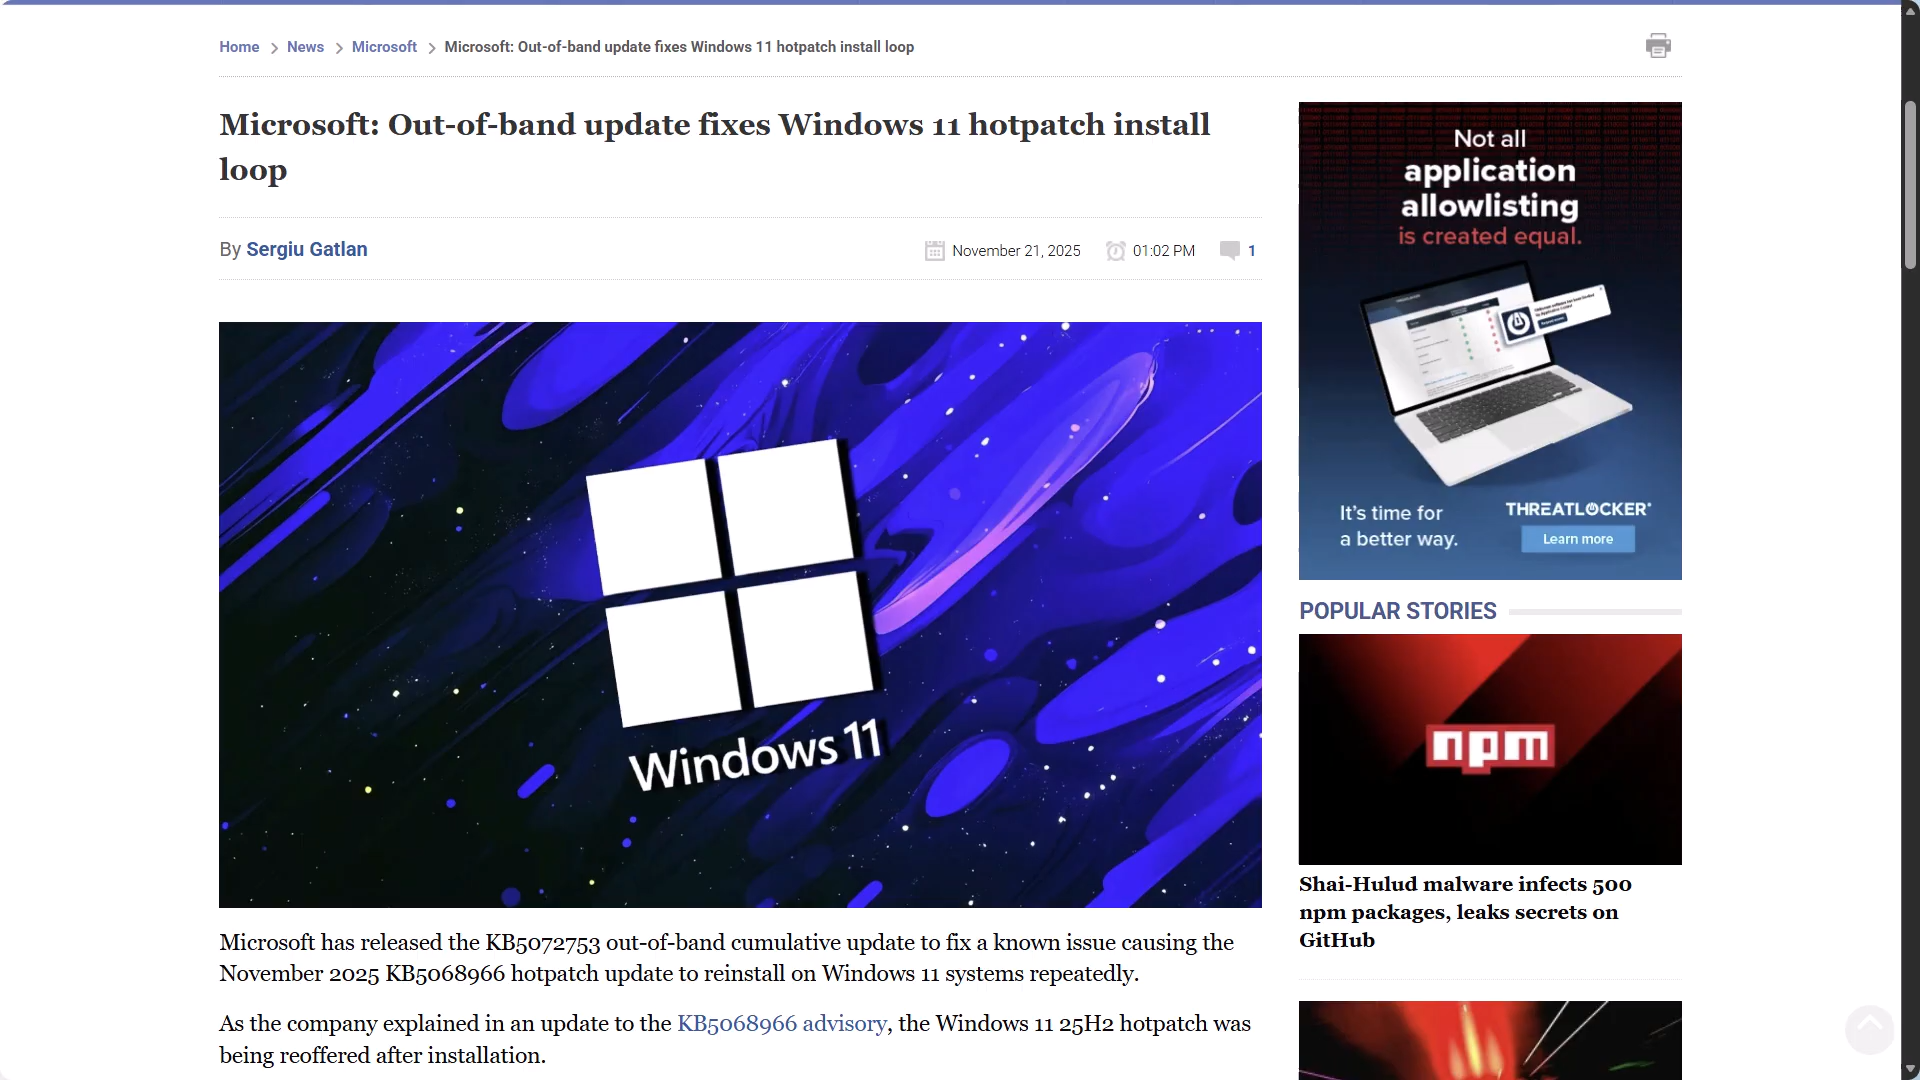 Home > News > Microsoft > Microsoft: Out-of-band update fixes Windows 11 hotpatch install loop
Microsoft: Out-of-band update fixes Windows 11 hotpatch install
loop
By Sergiu Gatlan
November 21, 2025 01:02 PM 1
Windows 11
Microsoft has released the KB5072753 out-of-band cumulative update to fix a known issue causing the
November 2025 KB5068966 hotpatch update to reinstall on Windows 11 systems repeatedly.
As the company explained in an update to the KB5068966 advisory, the Windows 11 25H2 hotpatch was
being reoffered after installation.
Not all
application
allowlisting
is created equal.
It's time for
a better way.
THREATLOCKER
Learn more
POPULAR STORIES
npm
Shai-Hulud malware infects 500
npm packages, leaks secrets on
GitHub